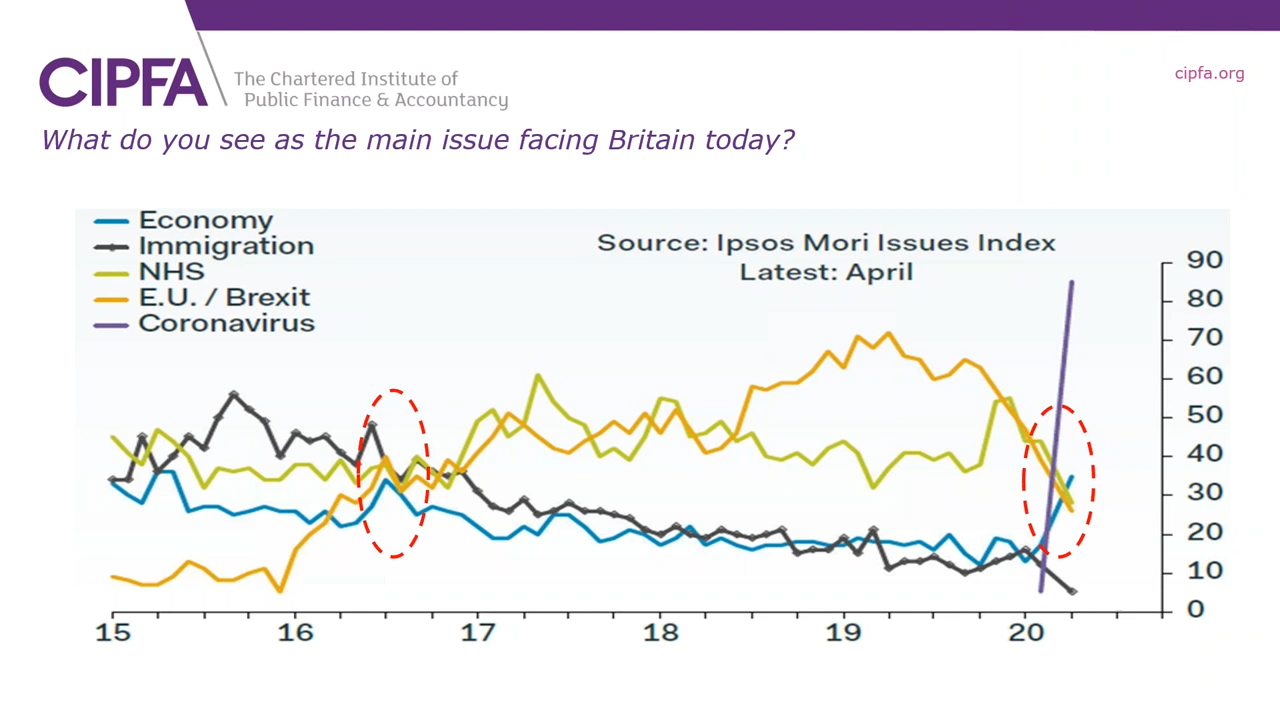 CIPFA
The Chartered Institute of
Public Finance & Accountancy
cipfa.org
What do you see as the main issue facing Britain today?
Economy
Immigration
NHS
E.U. / Brexit
Coronavirus
Source: Ipsos Mori Issues Index
Latest: April
90
80
70
60
50
40
30
20
10
0
15 16 17 18 19 20